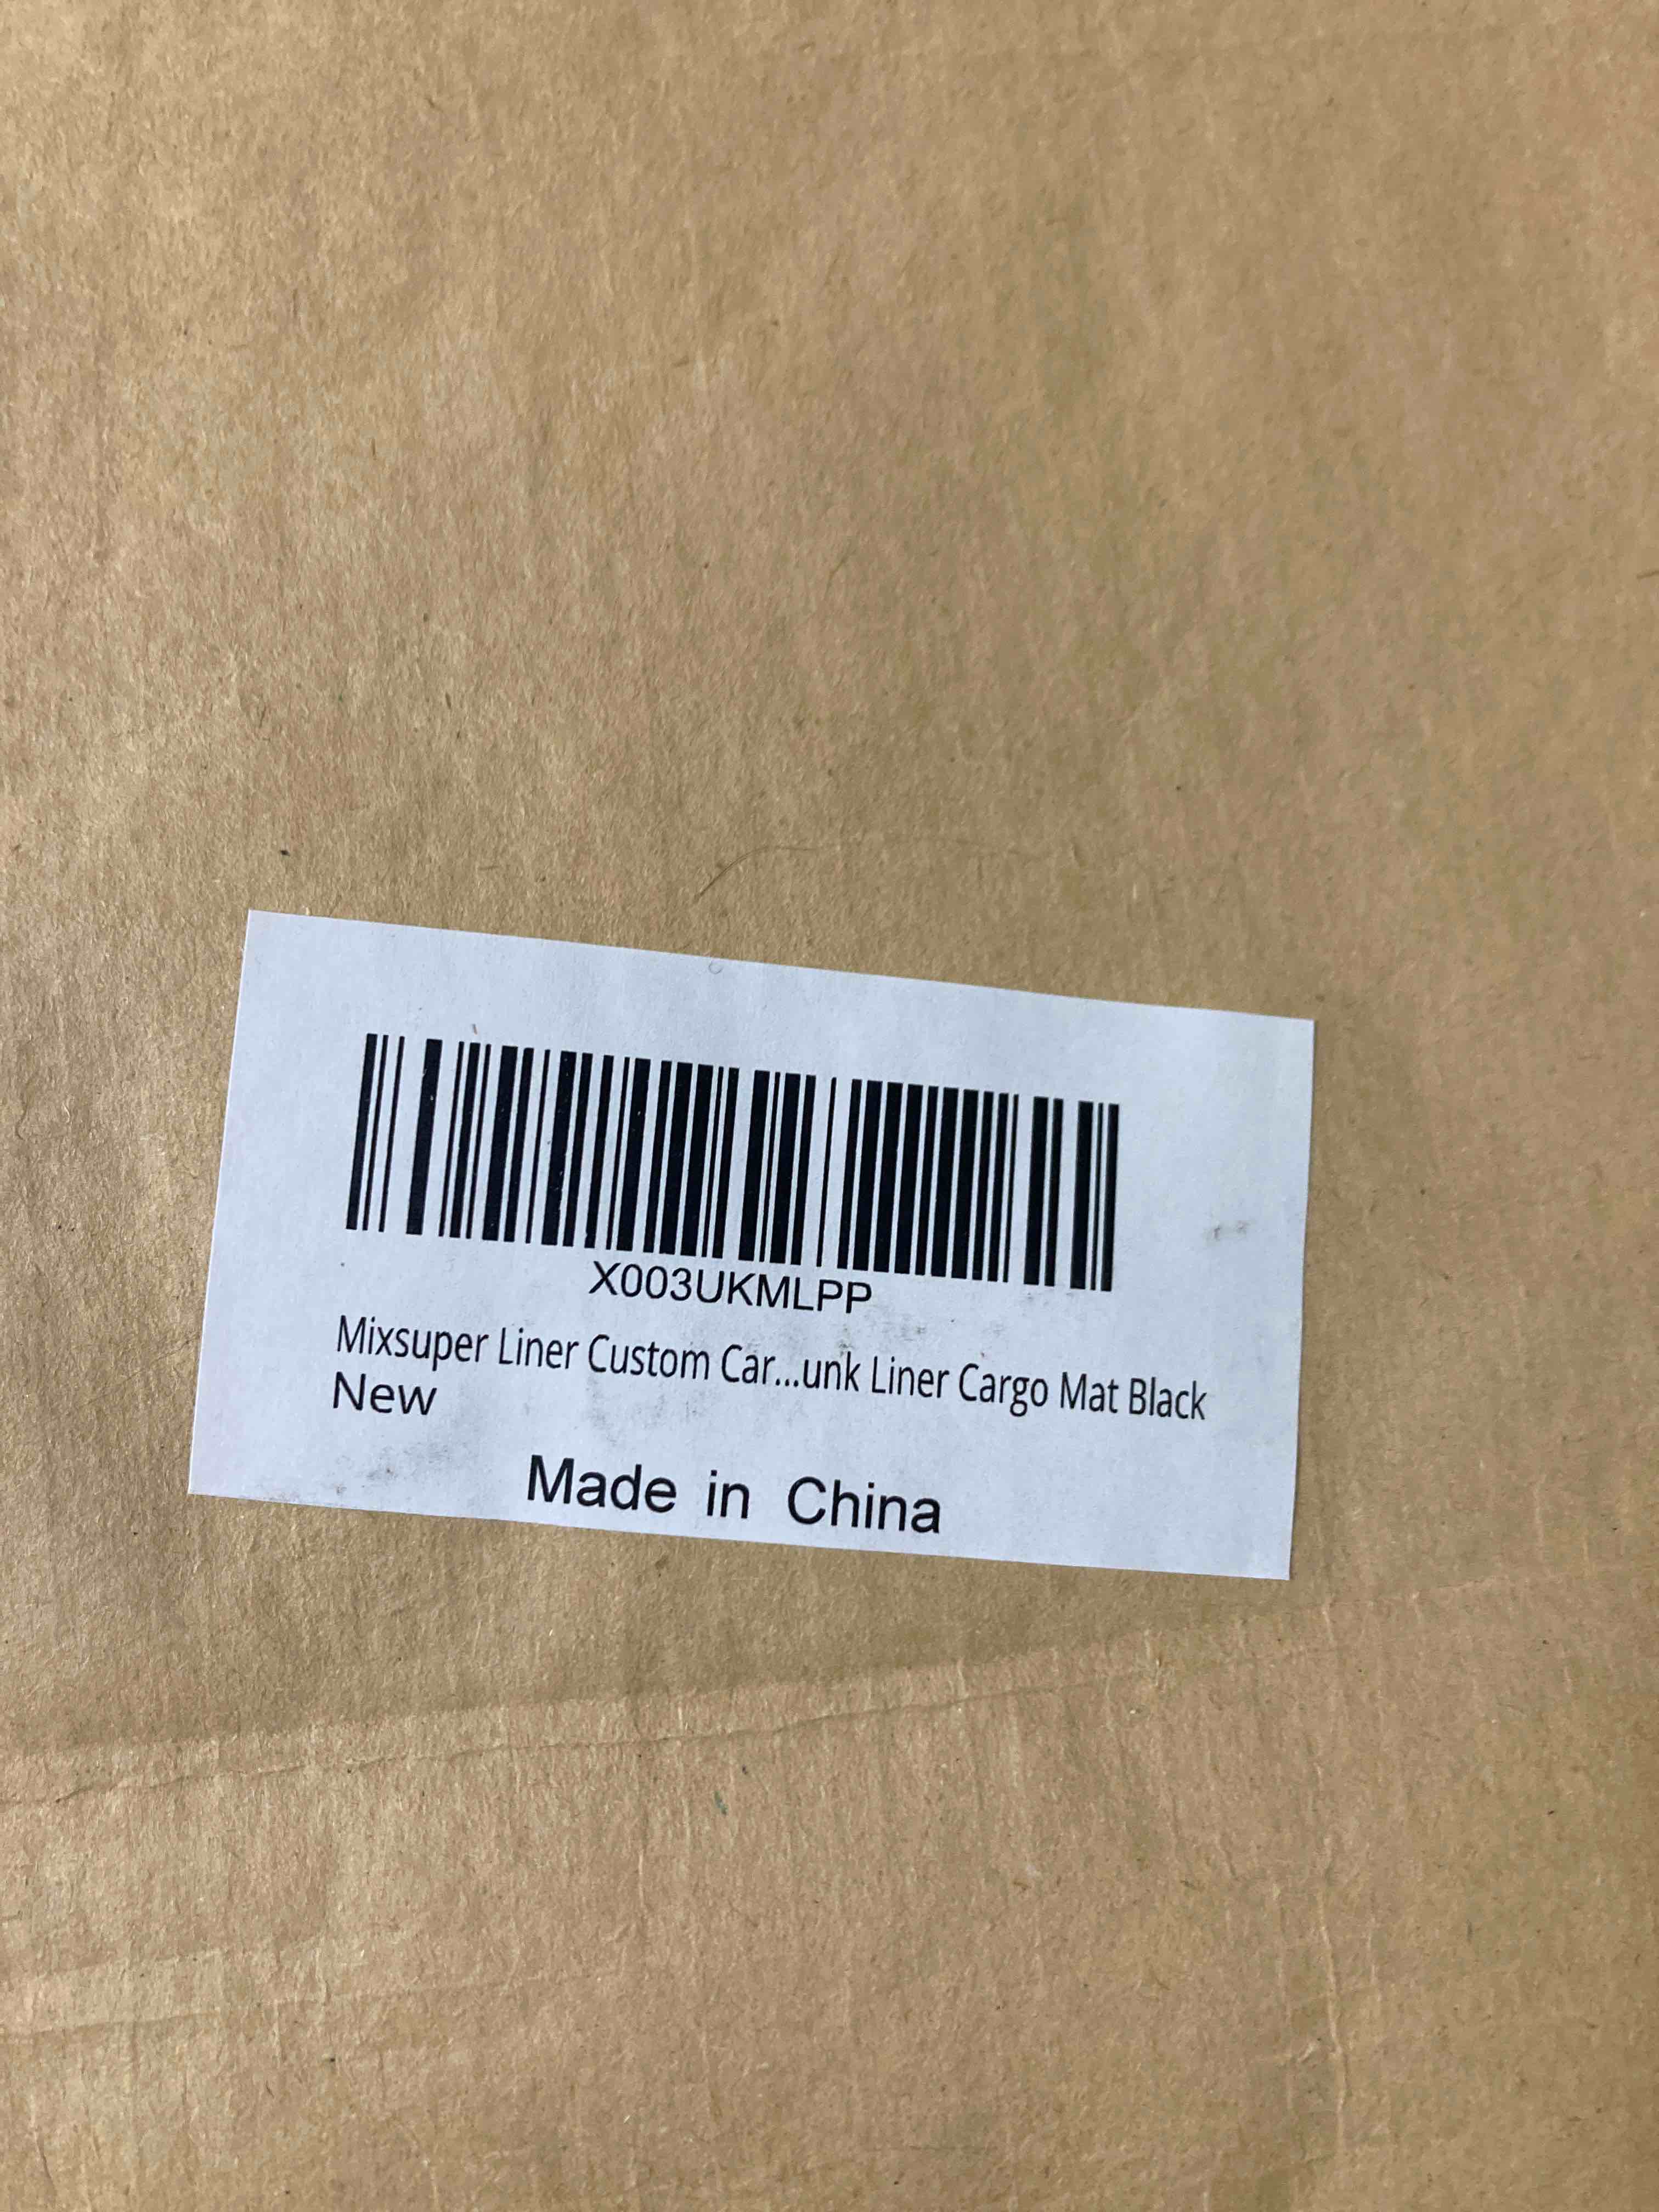 X003UKMLPP
Mixsuper Liner Custom Car...unk Liner Cargo Mat Black
New
Made in China